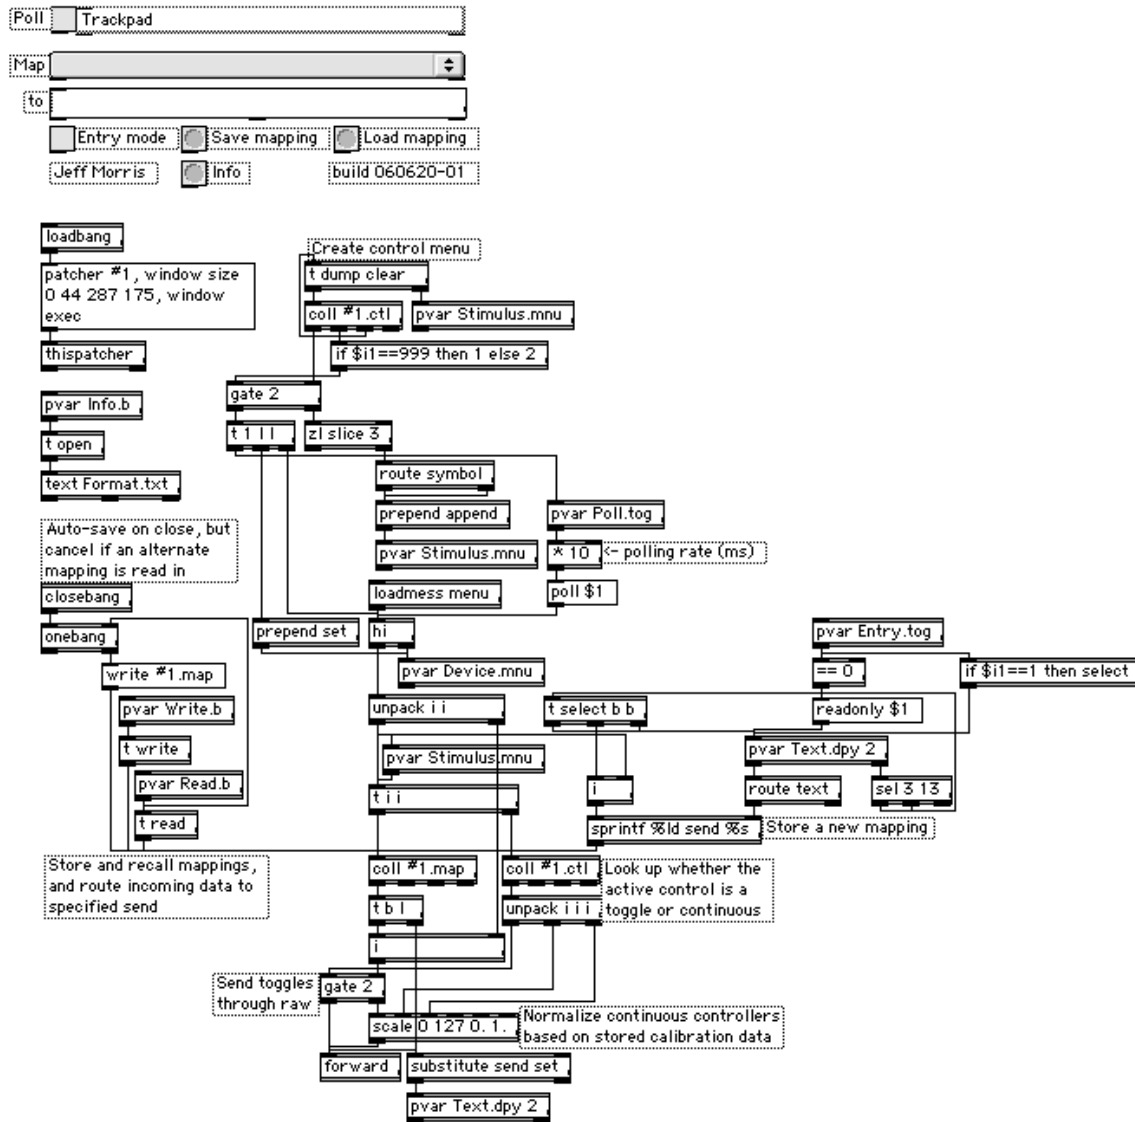 Poll
Trackpad
Map
to
Entry mode
Save mapping
Load mapping
Jeff Morris
Info
build 060620-01
loadbang
Create control menu
patcher #1, window size
0 44 287 175, window
exec
t dump clear
coll #1.ctl
pvar Stimulus.mnu
thispatcher
if $i1==999 then 1 else 2
gate 2
pvar Info.b
t 1 l l
zl slice 3
t open
route symbol
text Format.txt
prepend append
pvar Poll.tog
Auto-save on close, but
cancel if an alternate
mapping is read in
pvar Stimulus.mnu
* 10
<- polling rate (ms)
closebang
loadmess menu
poll $1
onebang
prepend set
hi
pvar Entry.tog
write #1.map
pvar Device.mnu
== 0
if $i1==1 then select
pvar Write.b
unpack i i
t select b b
readonly $1
t write
pvar Stimulus.mnu
pvar Text.dpy 2
pvar Read.b
t i i
i
route text
sel 3 13
t read
sprintf %ld send %s
Store a new mapping
Store and recall mappings,
and route incoming data to
specified send
coll #1.map
coll #1.ctl
Look up whether the
active control is a
toggle or continuous
t b l
unpack i i i
i
Send toggles
through raw
gate 2
scale 0 127 0. 1.
Normalize continuous controllers
based on stored calibration data
forward
substitute send set
pvar Text.dpy 2